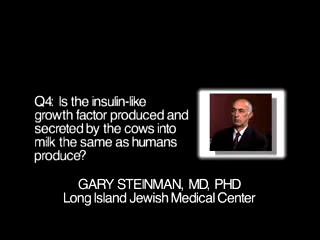 Q4: Is the insulin-like
growth factor produced and
secreted by the cows into
milk the same as humans
produce?
GARY STEINMAN, MD, PHD
Long Island Jewish Medical Center